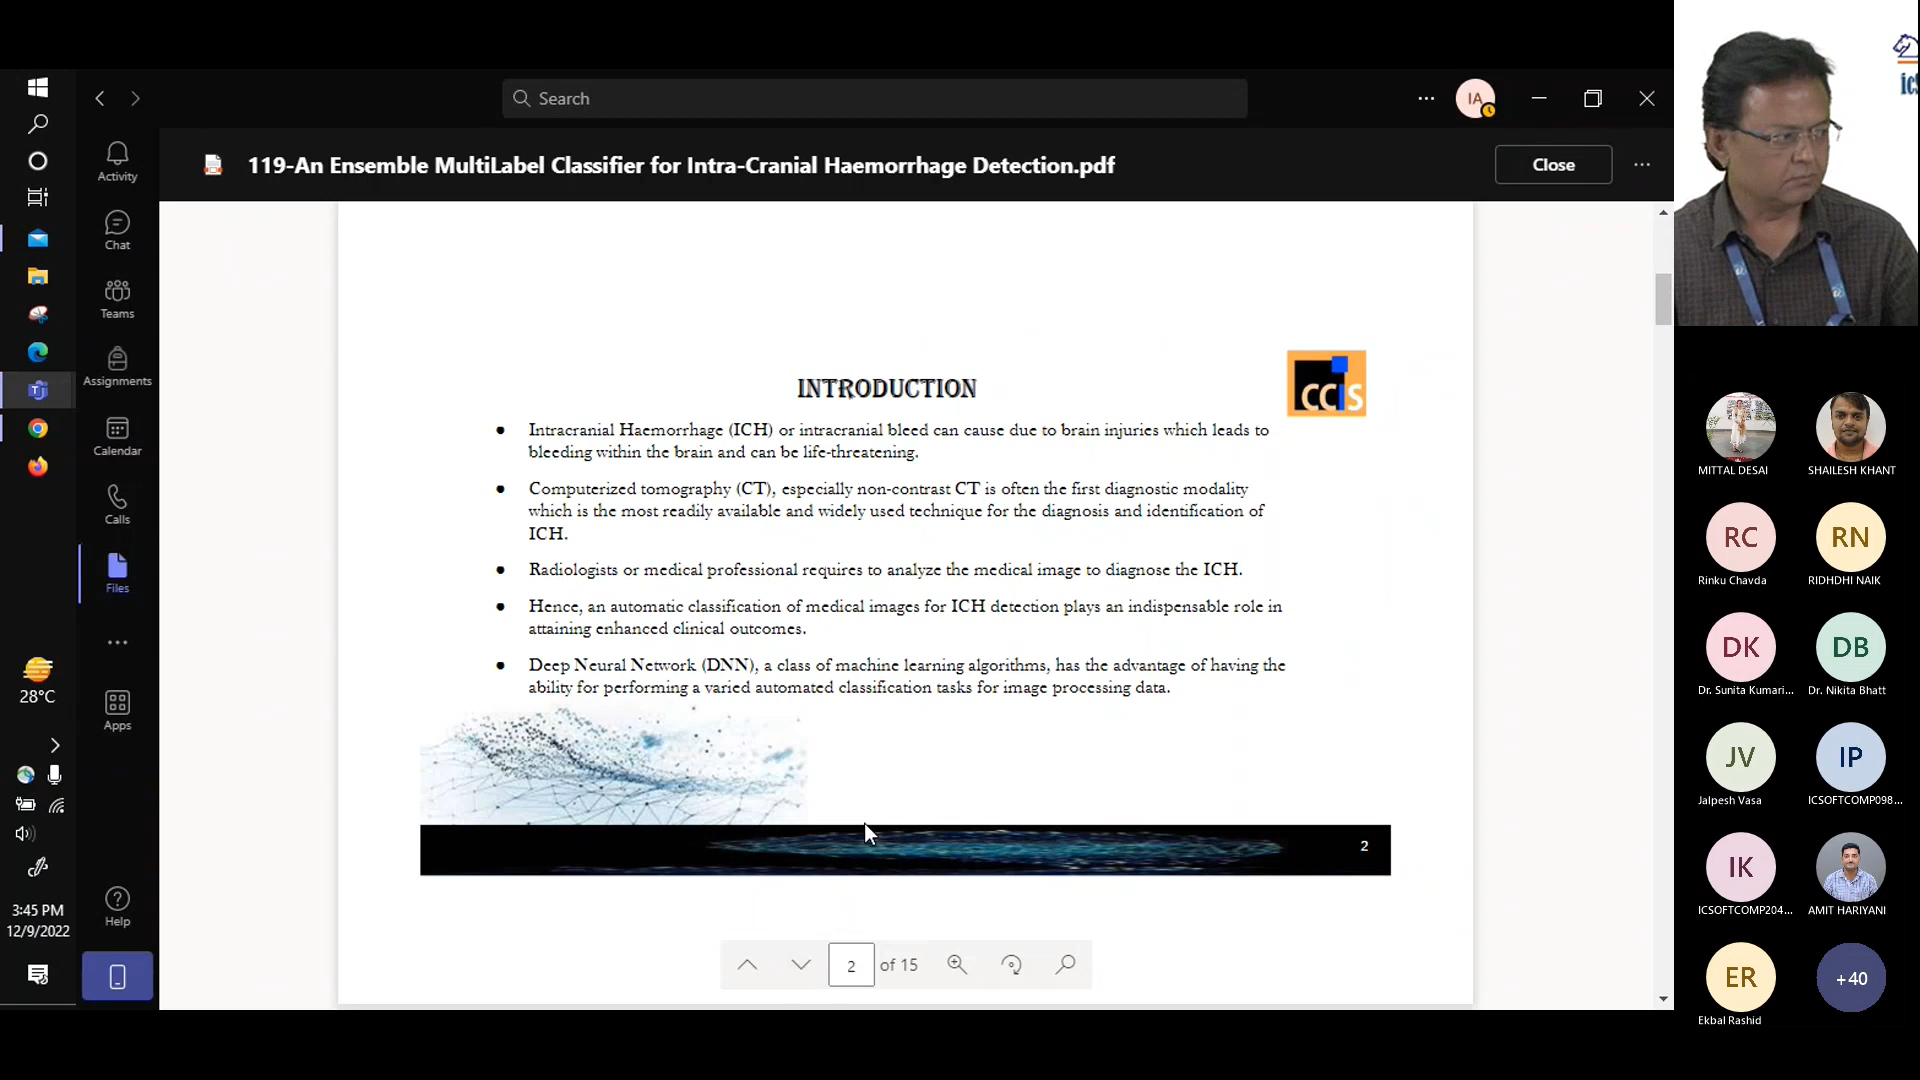 Search
IA
119-An Ensemble MultiLabel Classifier for Intra-Cranial Haemorrhage Detection.pdf
Close
Activity
Chat
Teams
Assignments
Calendar
Calls
Files
Apps
Help
28°C
3:45 PM
12/9/2022
INTRODUCTION
CCIS
● Intracranial Haemorrhage (ICH) or intracranial bleed can cause due to brain injuries which leads to
bleeding within the brain and can be life-threatening.
● Computerized tomography (CT), especially non-contrast CT is often the first diagnostic modality
which is the most readily available and widely used technique for the diagnosis and identification of
ICH.
● Radiologists or medical professional requires to analyze the medical image to diagnose the ICH.
● Hence, an automatic classification of medical images for ICH detection plays an indispensable role in
attaining enhanced clinical outcomes.
● Deep Neural Network (DNN), a class of machine learning algorithms, has the advantage of having the
ability for performing a varied automated classification tasks for image processing data.
2
2 of 15
MITTAL DESAI
SHAILESH KHANT
RC
Rinku Chavda
RN
RIDHDHI NAIK
DK
Dr. Sunita Kumari...
DB
Dr. Nikita Bhatt
JV
Jalpesh Vasa
IP
ICSOFTCOMP098...
IK
ICSOFTCOMP204...
AMIT HARIYANI
ER
Ekbal Rashid
+40